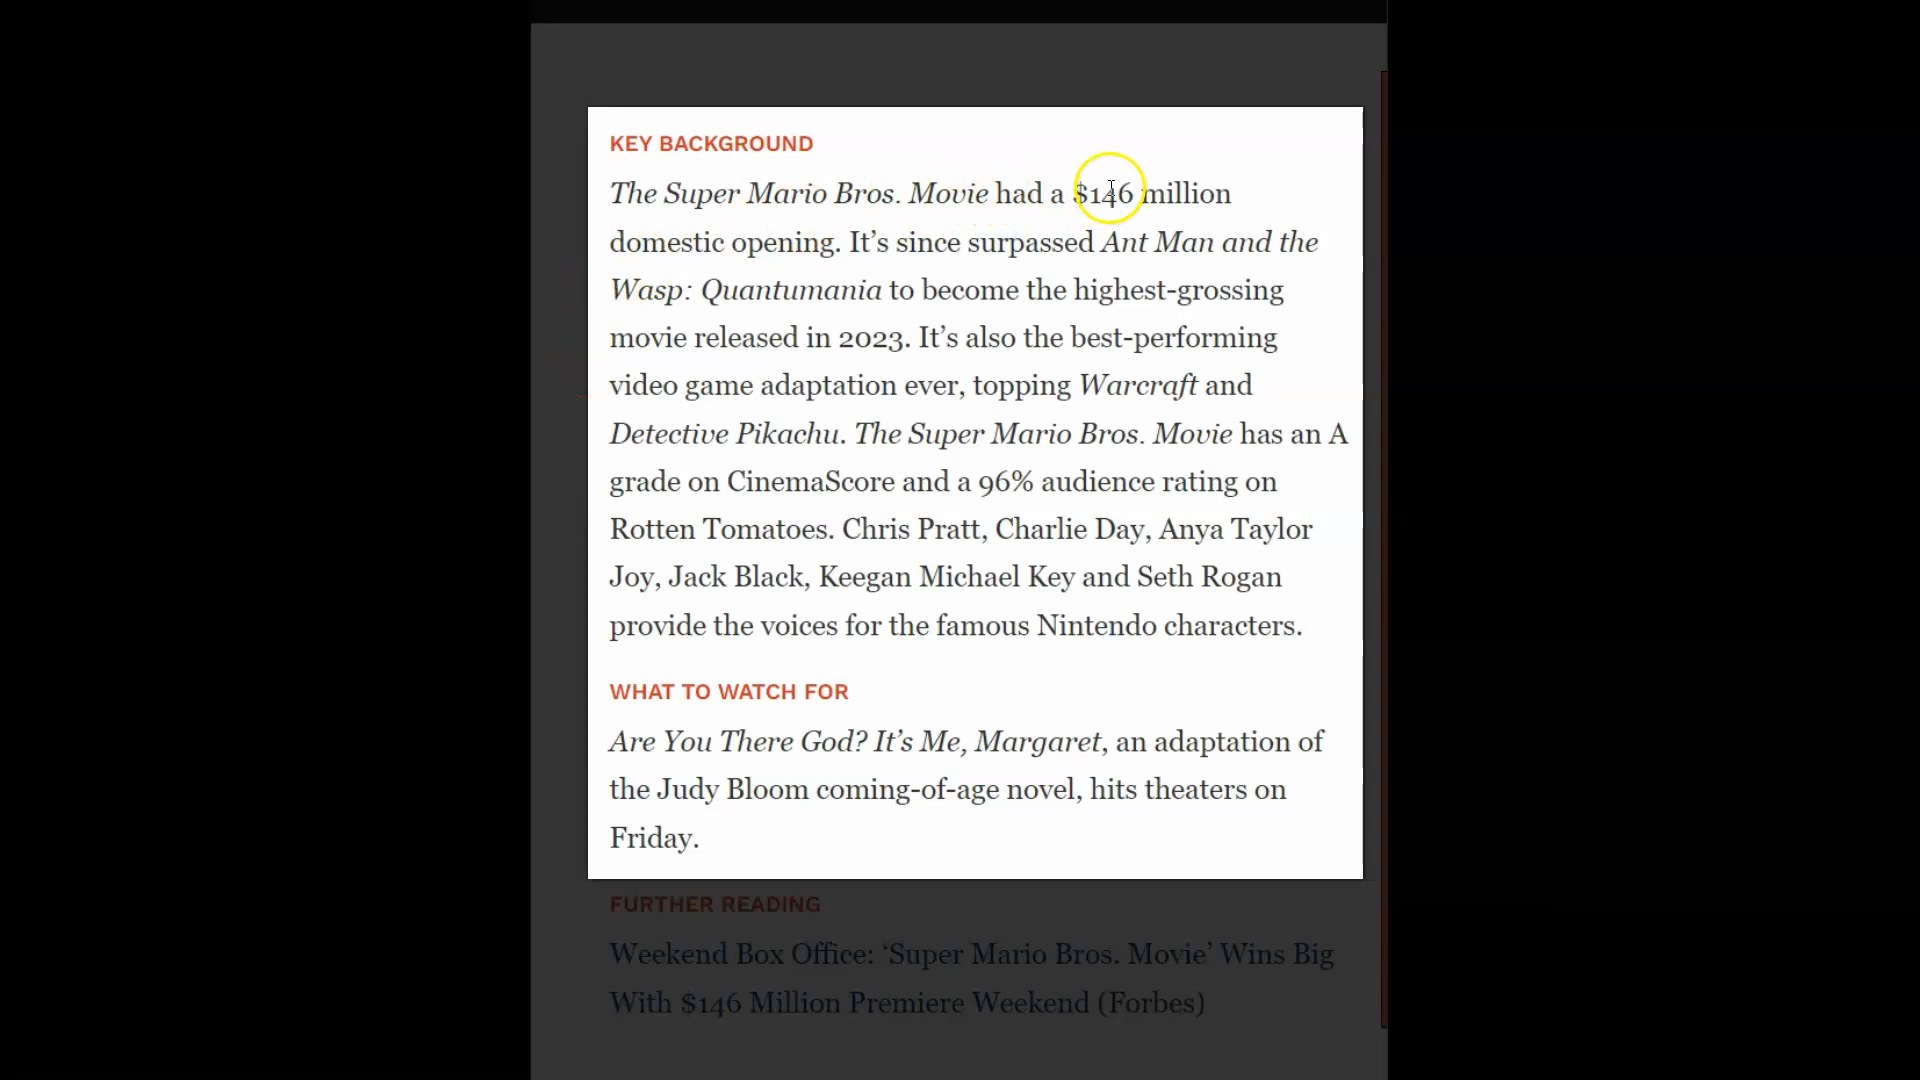 KEY BACKGROUND
The Super Mario Bros. Movie had a $146 million
domestic opening. It’s since surpassed Ant Man and the
Wasp: Quantumania to become the highest-grossing
movie released in 2023. It’s also the best-performing
video game adaptation ever, topping Warcraft and
Detective Pikachu. The Super Mario Bros. Movie has an A
grade on CinemaScore and a 96% audience rating on
Rotten Tomatoes. Chris Pratt, Charlie Day, Anya Taylor
Joy, Jack Black, Keegan Michael Key and Seth Rogan
provide the voices for the famous Nintendo characters.
WHAT TO WATCH FOR
Are You There God? It’s Me, Margaret, an adaptation of
the Judy Bloom coming-of-age novel, hits theaters on
Friday.
FURTHER READING
Weekend Box Office: ‘Super Mario Bros. Movie’ Wins Big
With $146 Million Premiere Weekend (Forbes)